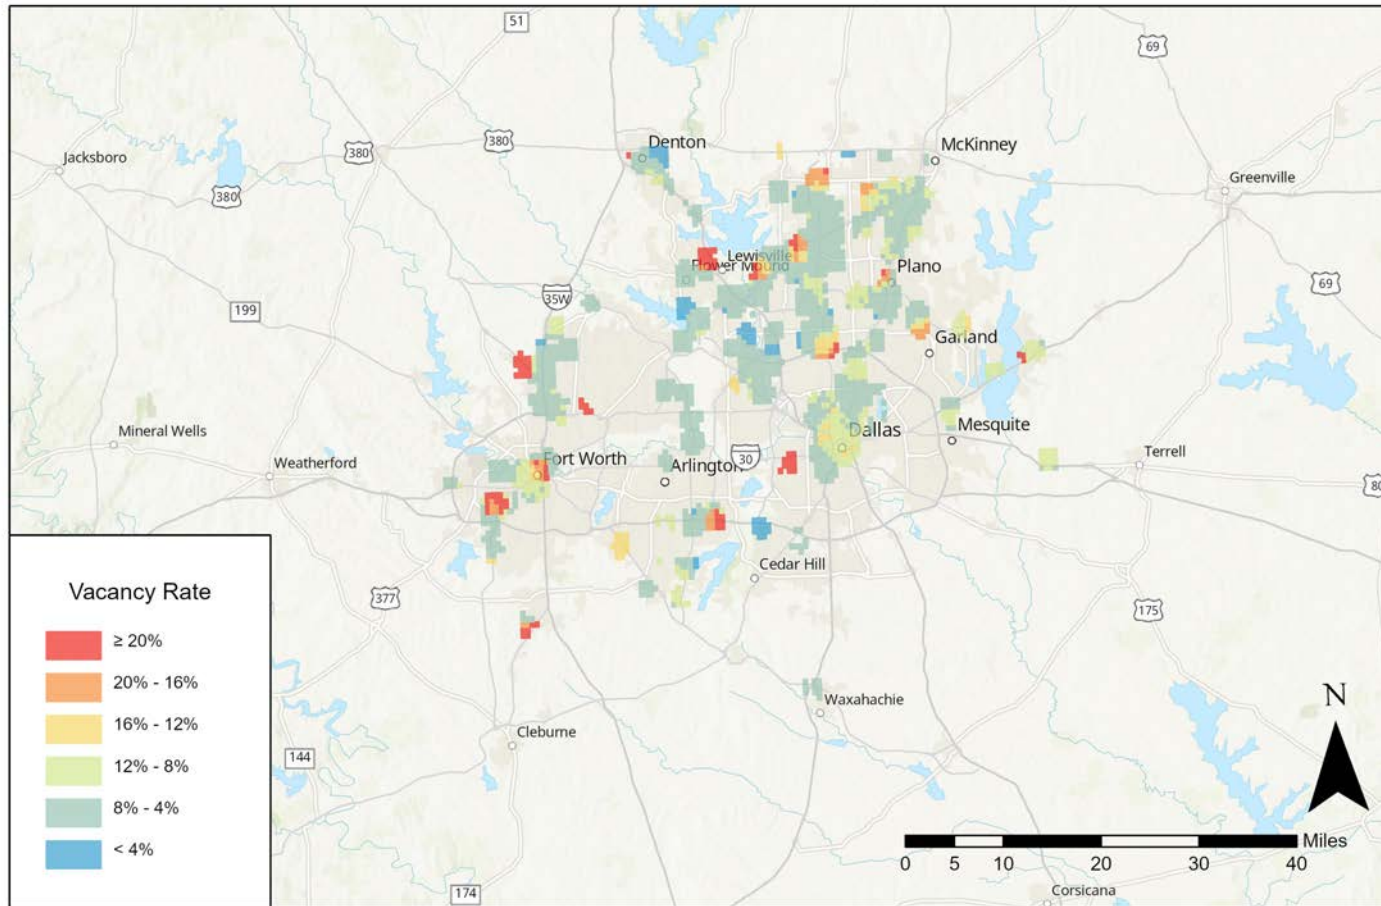 51
69
Denton
McKinney
380
380
Jacksboro
Greenville
380
Lewisville
Flower Mound
Plano
69
35W
199
Garland
Mineral Wells
Dallas
Mesquite
Weatherford
Fort Worth
Arlington
30
Terrell
80
Cedar Hill
377
175
Vacancy Rate
≥ 20%
20% - 16%
16% - 12%
12% - 8%
8% - 4%
< 4%
Waxahachie
N
Cleburne
144
Miles
0 5 10 20 30 40
174
Corsicana